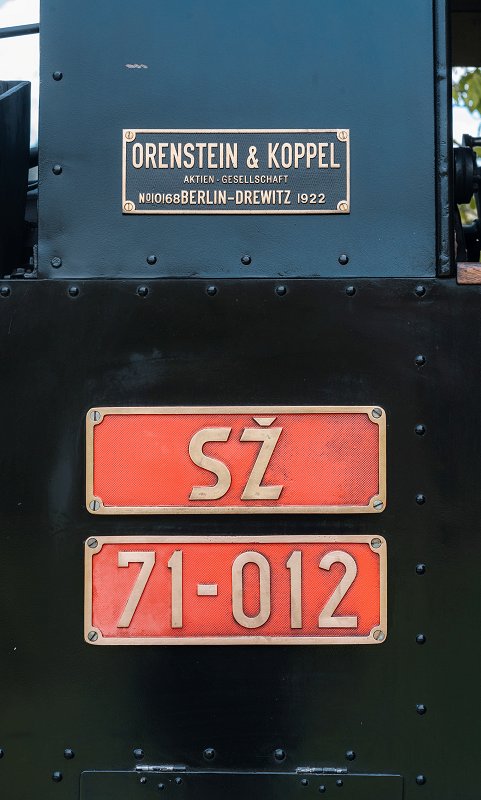 ORENSTEIN & KOPPEL
AKTIEN-GESELLSCHAFT
No10168 BERLIN-DREWITZ 1922
SŽ
71-012